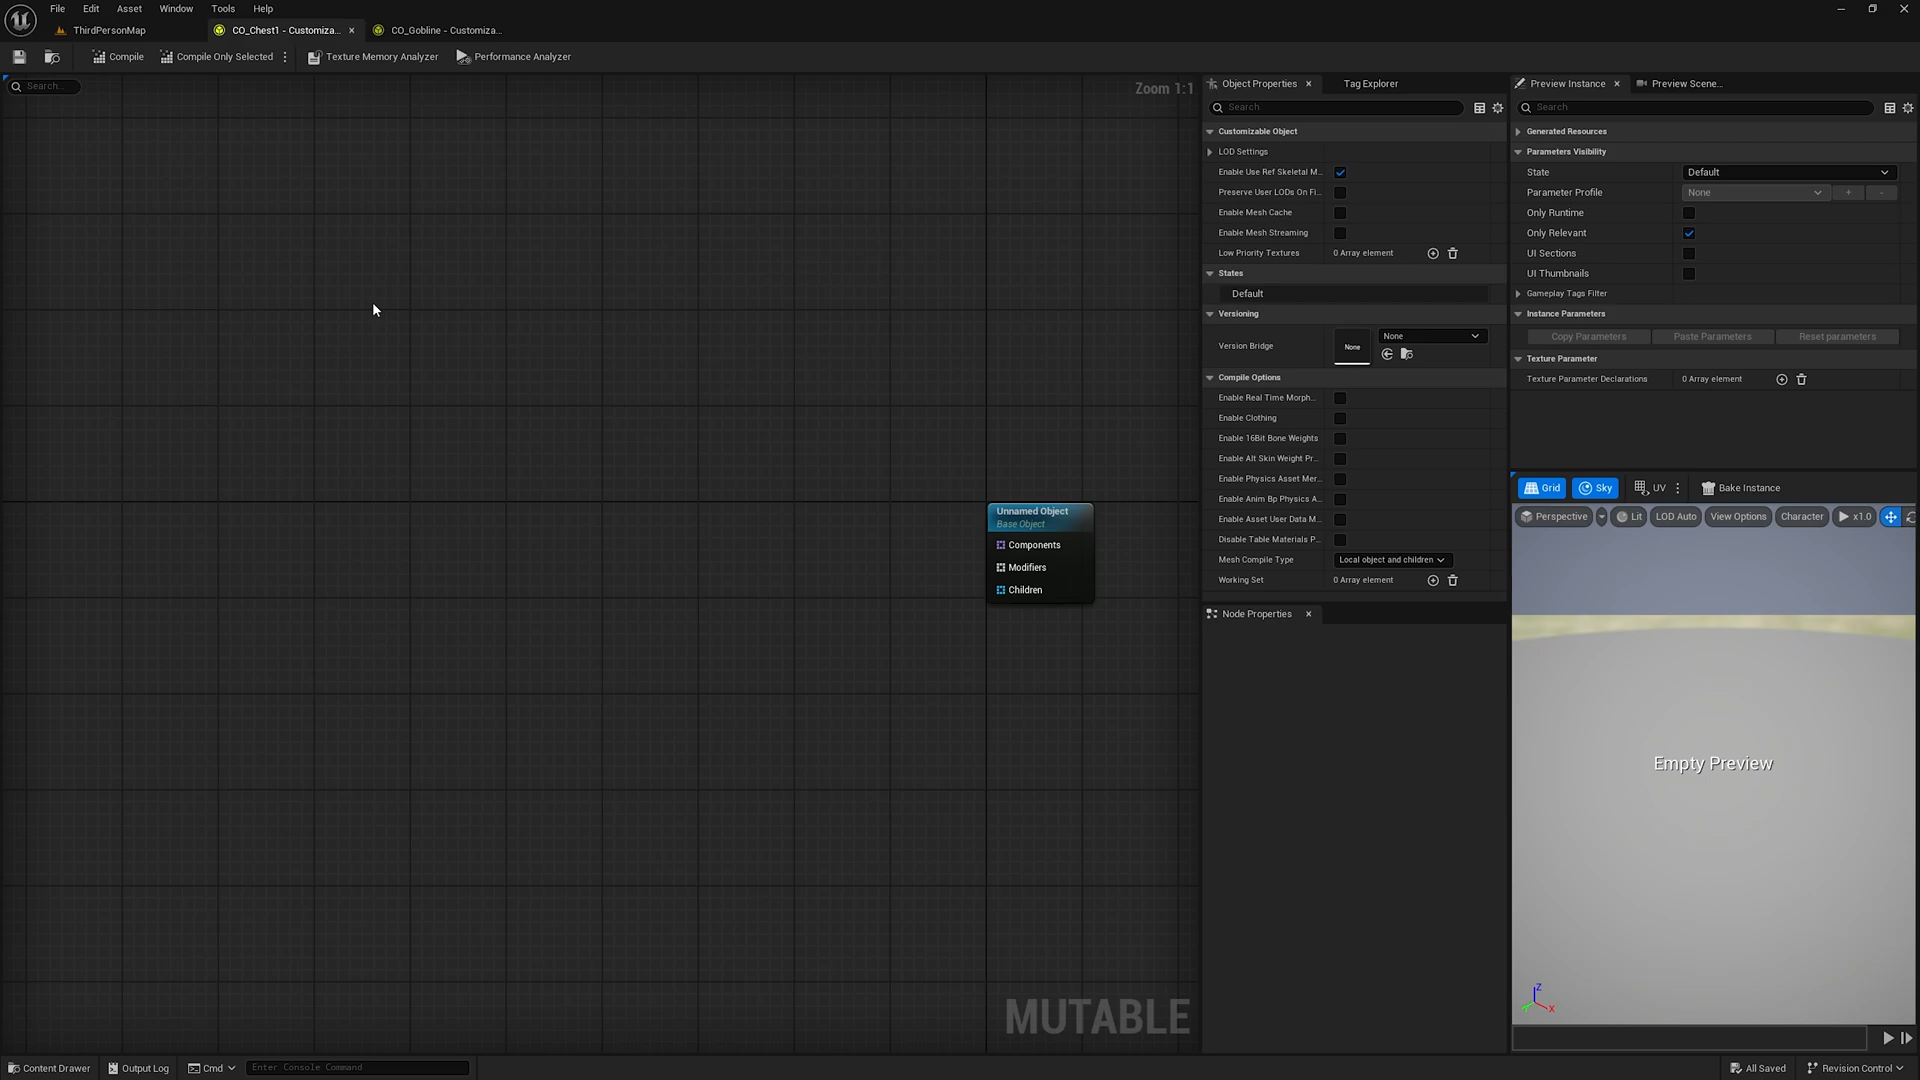 File Edit Asset Window Tools Help
ThirdPersonMap
CO_Chest1 - Customiza...
CO_Gobline - Customiza...
Compile
Compile Only Selected
Texture Memory Analyzer
Performance Analyzer
Search...
Zoom 1:1
Unnamed Object
Base Object
Components
Modifiers
Children
MUTABLE
Object Properties
Tag Explorer
Search
Customizable Object
LOD Settings
Enable Use Ref Skeletal M...
Preserve User LODs On Fi...
Enable Mesh Cache
Enable Mesh Streaming
Low Priority Textures 0 Array element
States
Default
Versioning
Version Bridge None None
Compile Options
Enable Real Time Morph...
Enable Clothing
Enable 16Bit Bone Weights
Enable Alt Skin Weight Pr...
Enable Physics Asset Mer...
Enable Anim Bp Physics A...
Enable Asset User Data M...
Disable Table Materials P...
Mesh Compile Type Local object and children
Working Set 0 Array element
Node Properties
Preview Instance
Preview Scene...
Search
Generated Resources
Parameters Visibility
State Default
Parameter Profile None + -
Only Runtime
Only Relevant
UI Sections
UI Thumbnails
Gameplay Tags Filter
Instance Parameters
Copy Parameters Paste Parameters Reset parameters
Texture Parameter
Texture Parameter Declarations 0 Array element
Grid Sky UV Bake Instance
Perspective Lit LOD Auto View Options Character x1.0
Empty Preview
Z
X
Content Drawer
Output Log
Cmd
Enter Console Command
All Saved
Revision Control